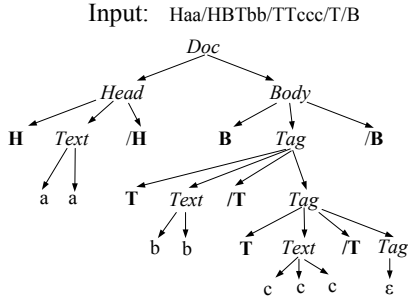 Input: Haa/HBTbb/TTccc/T/B
Doc
Head Body
H Text /H B Tag /B
a a T Text /T Tag
b b T Text /T Tag
c c c ε